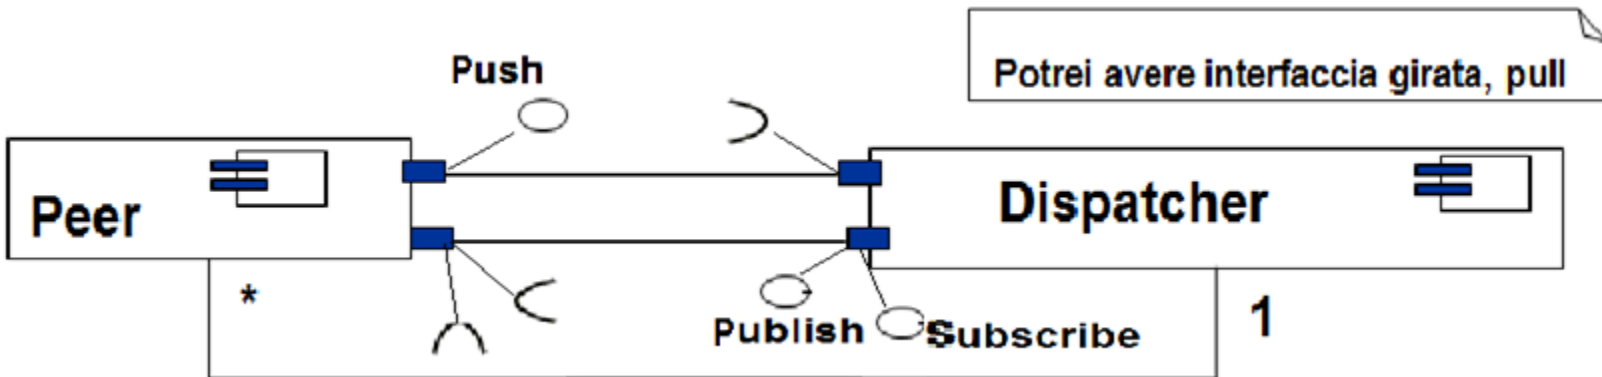 Push
Potrei avere interfaccia girata, pull
Peer
Dispatcher
*
1
Publish
Subscribe